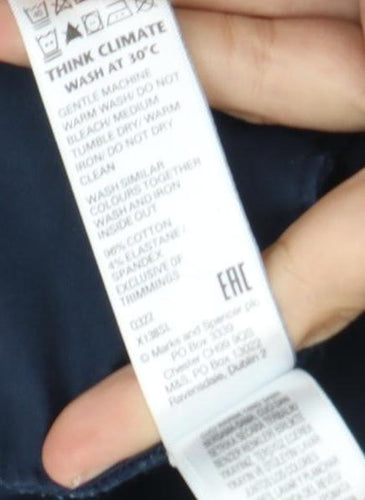 40
THINK CLIMATE
WASH AT 30°C
GENTLE MACHINE
WARM WASH/ DO NOT
BLEACH/ MEDIUM
TUMBLE DRY/ WARM
IRON/ DO NOT DRY
CLEAN
WASH SIMILAR
COLOURS TOGETHER
WASH AND IRON
INSIDE OUT
96% COTTON
4% ELASTANE/
SPANDEX
EXCLUSIVE OF
TRIMMINGS
EAC
0322
X138SL
© Marks and Spencer plc
PO Box 3339
Chester CH99 9QS
M&S, PO Box 13022
Ravensdale, Dublin 2